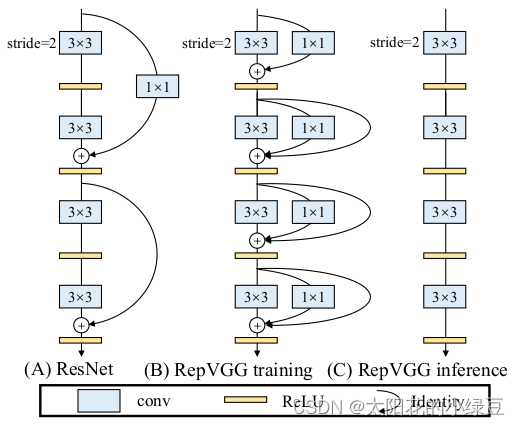 stride=2 3×3 stride=2 3×3 1×1 stride=2 3×3
1×1
3×3 3×3 1×1 3×3
+ +
+
3×3 3×3 1×1 3×3
+
3×3 3×3 1×1 3×3
+ +
(A) ResNet (B) RepVGG training (C) RepVGG inference
conv ReLU Identity
CSDN @太阳花的小绿豆